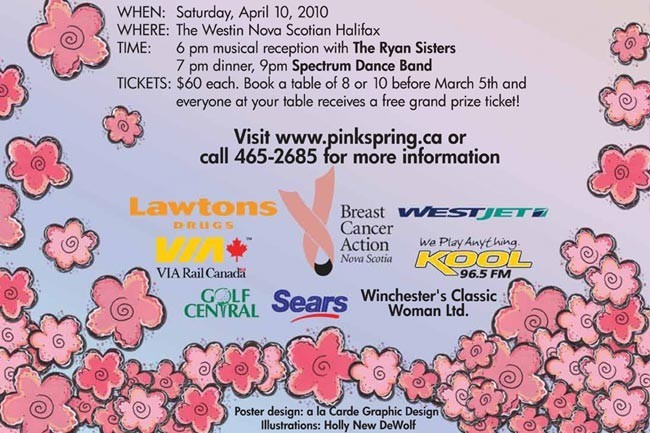 WHEN: Saturday, April 10, 2010
WHERE: The Westin Nova Scotian Halifax
TIME: 6 pm musical reception with The Ryan Sisters
7 pm dinner, 9pm Spectrum Dance Band
TICKETS: $60 each. Book a table of 8 or 10 before March 5th and
everyone at your table receives a free grand prize ticket!
Visit www.pinkspring.ca or
call 465-2685 for more information
Lawtons
DRUGS
Breast
Cancer
Action
Nova Scotia
WESTJET
VIA™
VIA Rail Canada
We Play Anything.
KOOL
96.5 FM
GOLF
CENTRAL
Sears
Winchester's Classic
Woman Ltd.
Poster design: a la Carde Graphic Design
Illustrations: Holly New DeWolf